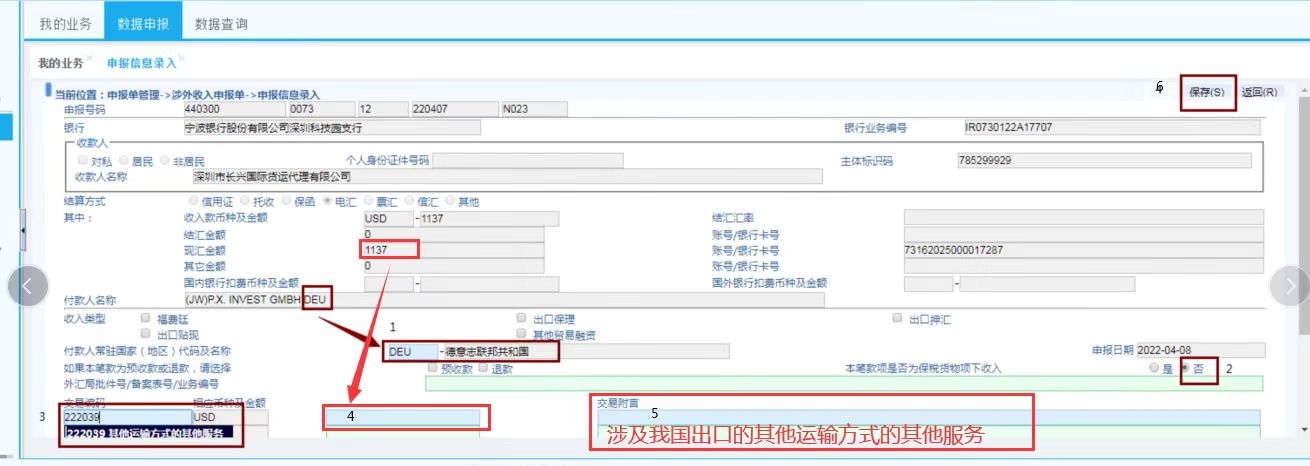 我的业务 数据申报 数据查询
我的业务 申报信息录入
当前位置：申报单管理->涉外收入申报单->申报信息录入 6 保存(S) 返回(R)
申报号码 440300 0073 12 220407 N023
银行 宁波银行股份有限公司深圳科技园支行 银行业务编号 IR0730122A17707
收款人
对私 居民 非居民 个人身份证件号码 主体标识码 785299929
收款人名称 深圳市长兴国际货运代理有限公司
结算方式 信用证 托收 保函 电汇 票汇 信汇 其他
其中： 收入款币种及金额 USD -1137 结汇汇率
结汇金额 0 账号/银行卡号
现汇金额 1137 账号/银行卡号 73162025000017287
其它金额 0 账号/银行卡号
国内银行扣费币种及金额 - 国外银行扣费币种及金额 -
付款人名称 (JW)P.X. INVEST GMBH DEU
收入类型 福费廷 出口保理 出口押汇
出口贴现 其他贸易融资
1
付款人常驻国家（地区）代码及名称 DEU -德意志联邦共和国 申报日期 2022-04-08
如果本笔款为预收款或退款，请选择 预收款 退款 本笔款项是否为保税货物项下收入 是 否 2
外汇局批件号/备案表号/业务编号
交易编码 相应币种及金额 交易附言
3 222039 USD 4 5
222039 其他运输方式的其他服务 涉及我国出口的其他运输方式的其他服务